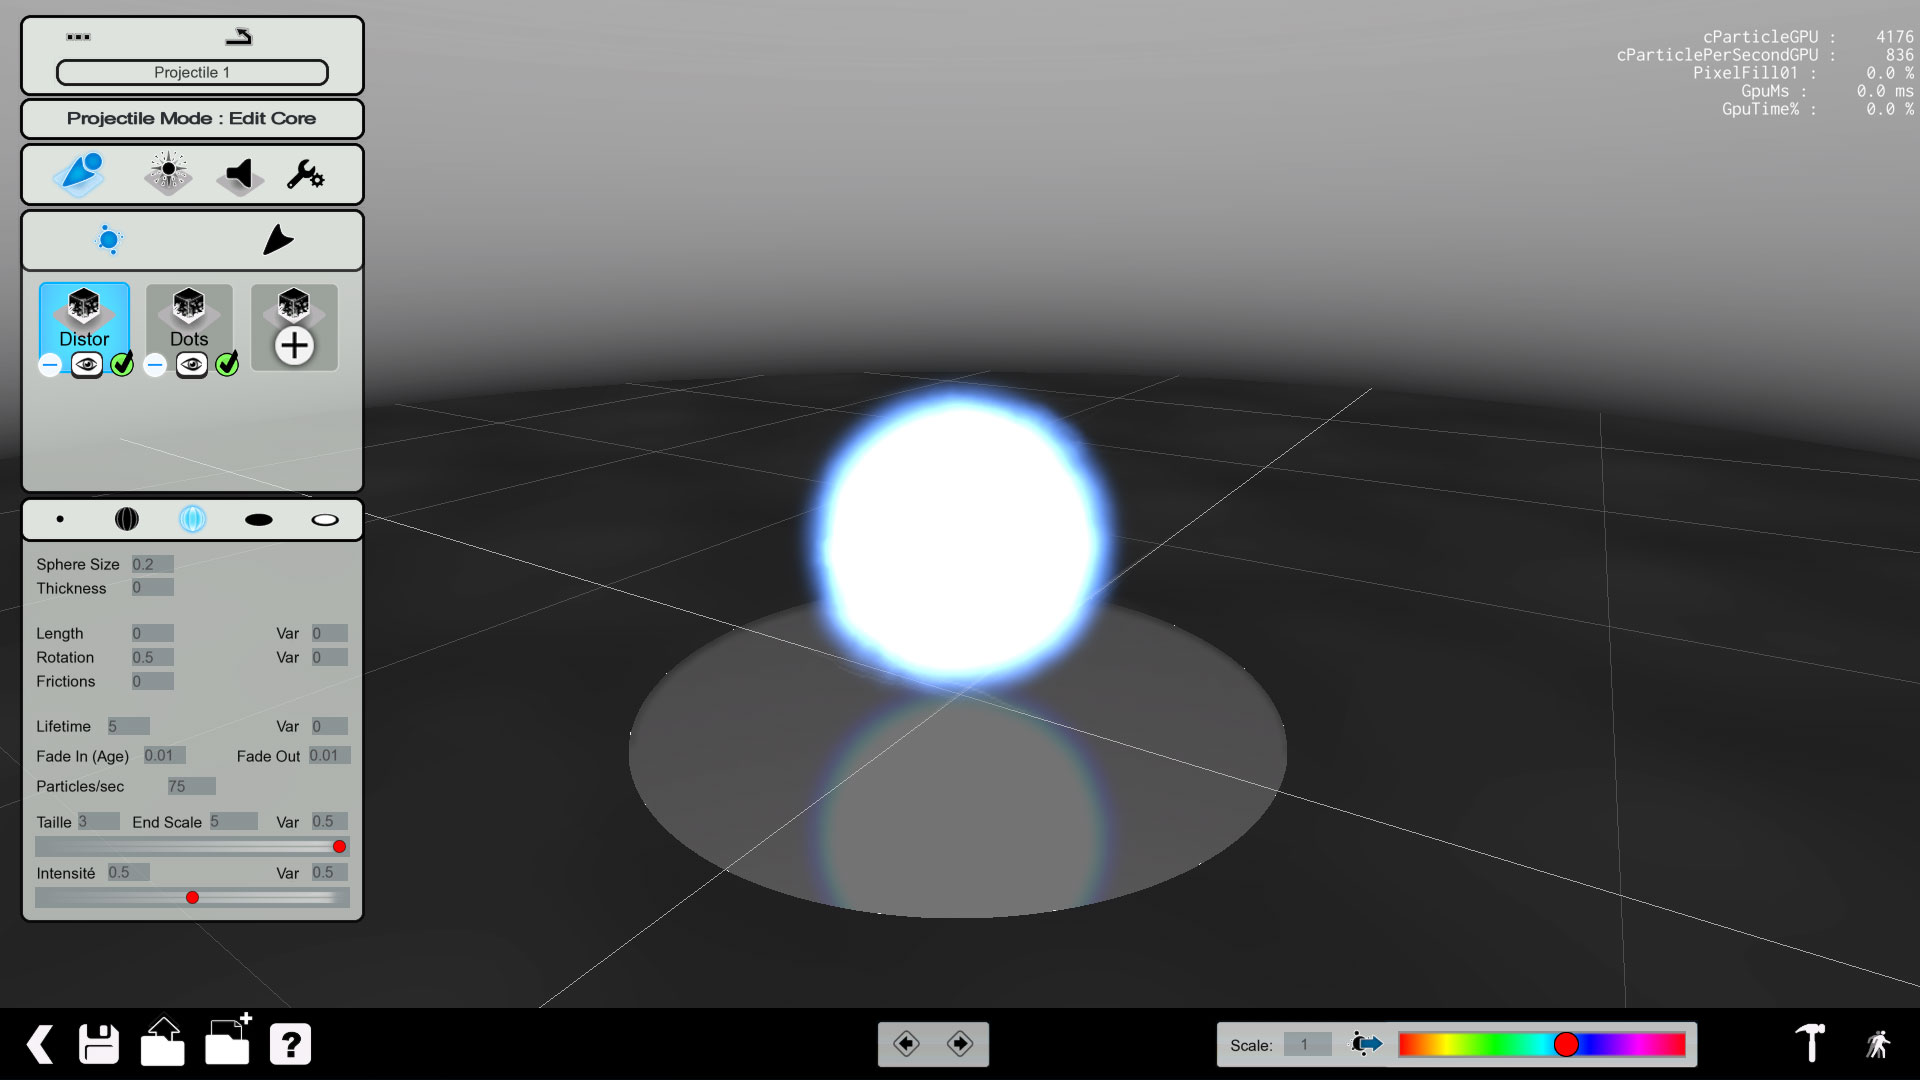 Projectile 1
Projectile Mode : Edit Core
Distor
Dots
Sphere Size 0.2
Thickness 0
Length 0 Var 0
Rotation 0.5 Var 0
Frictions 0
Lifetime 5 Var 0
Fade In (Age) 0.01 Fade Out 0.01
Particles/sec 75
Taille 3 End Scale 5 Var 0.5
Intensité 0.5 Var 0.5
cParticleGPU : 4176
cParticlePerSecondGPU : 836
PixelFill01 : 0.0 %
GpuMs : 0.0 ms
GpuTime% : 0.0 %
?
Scale: 1